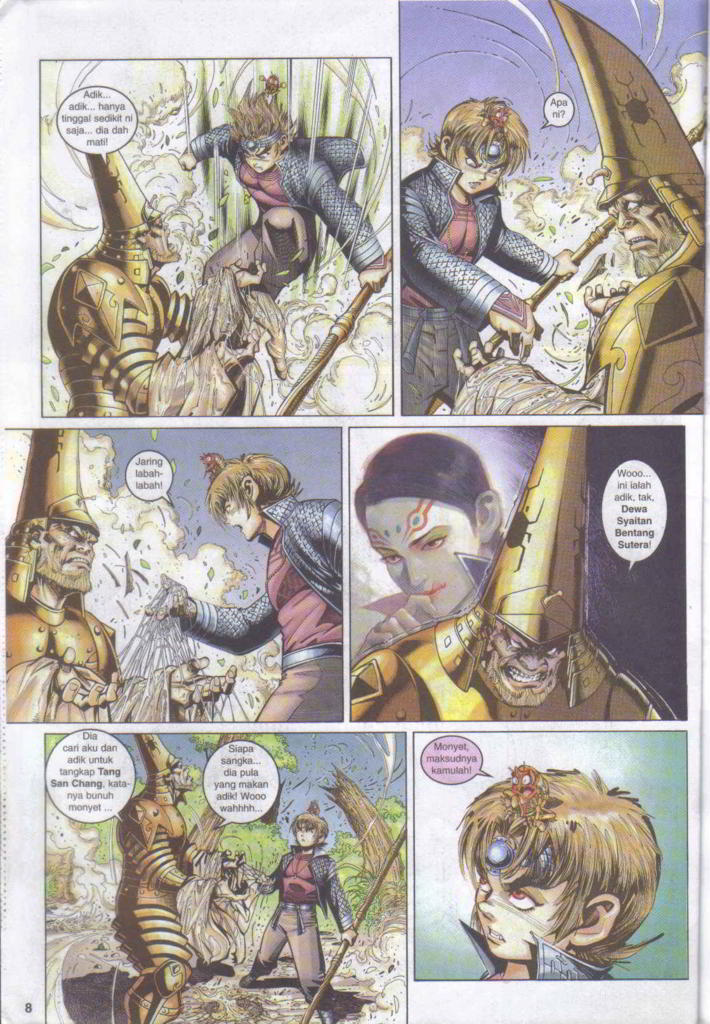 Adik...
adik... hanya
tinggal sedikit ni
saja... dia dah
mati!
Apa
ni?
Jaring
labah-
labah!
Wooo...
ini ialah
adik, tak,
Dewa
Syaitan
Bentang
Sutera!
Dia
cari aku dan
adik untuk
tangkap Tang
San Chang, kata-
nya bunuh
monyet ...
Siapa
sangka...
dia pula
yang makan
adik! Wooo
wahhhh...
Monyet,
maksudnya
kamulah!
8